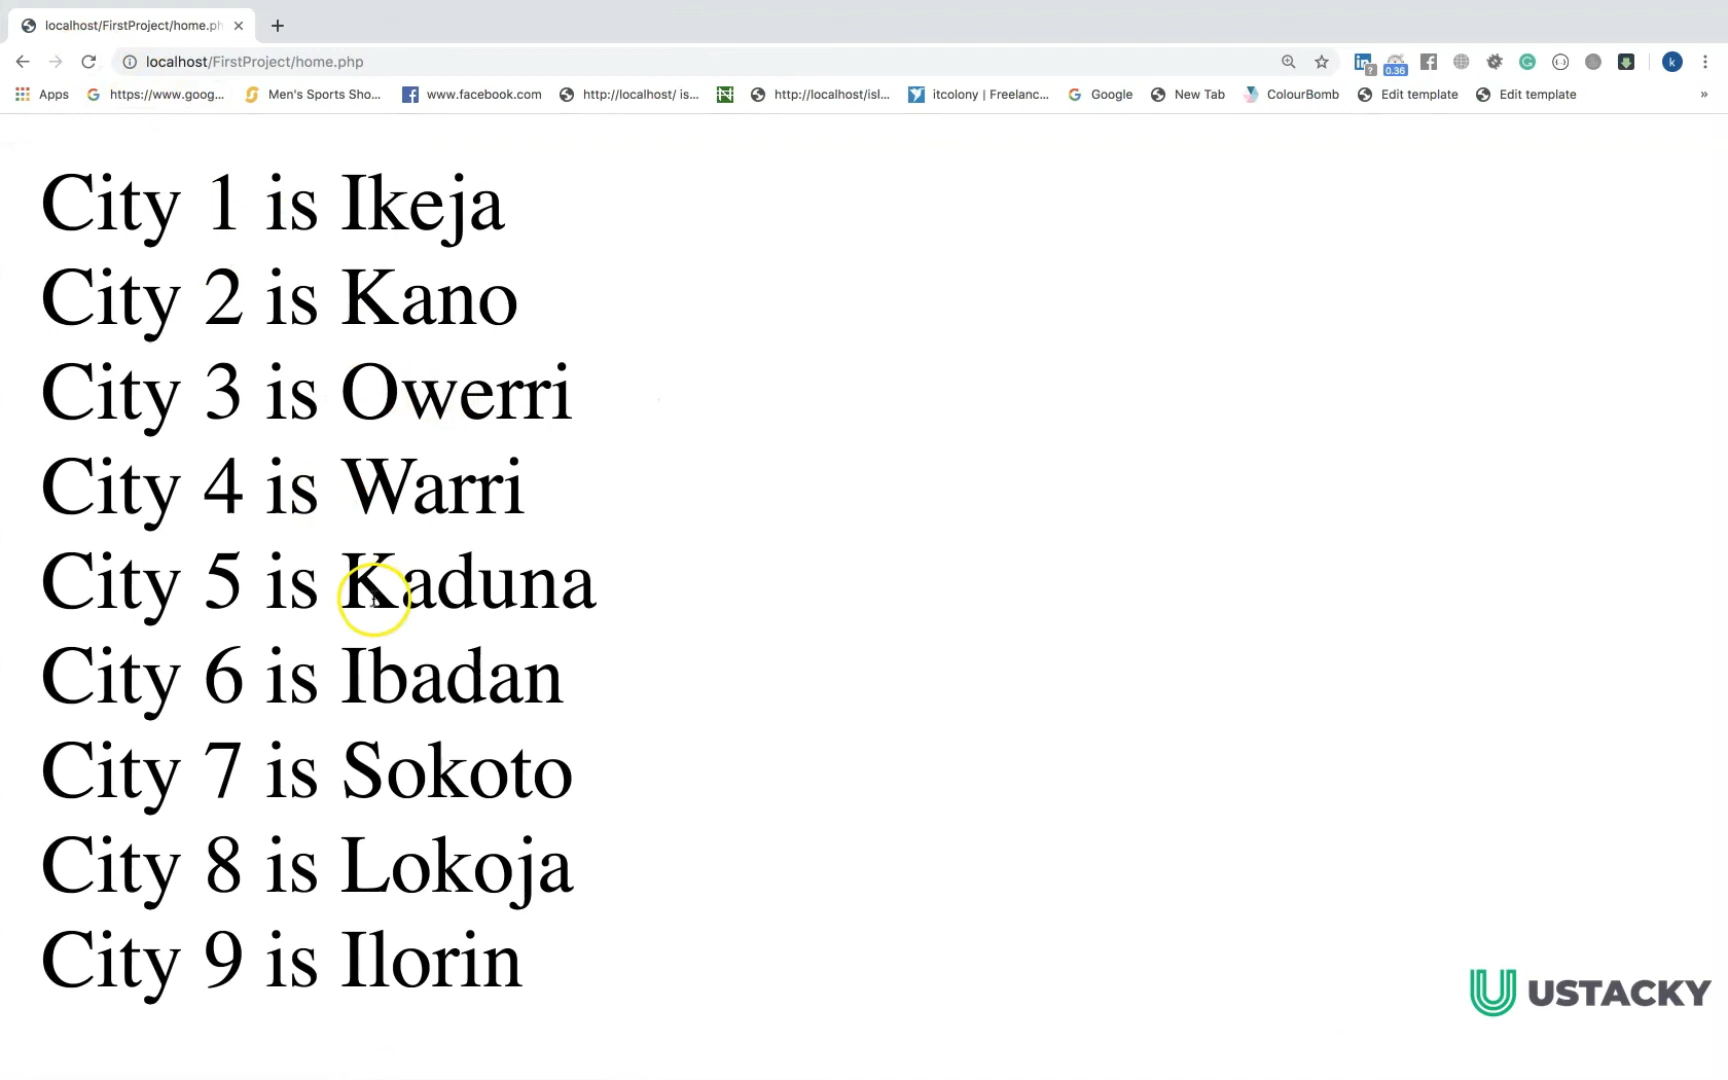 localhost/FirstProject/home.ph
localhost/FirstProject/home.php
0.36
k
Apps
https://www.goog...
Men's Sports Sho...
www.facebook.com
http://localhost/ is...
http://localhost/isl...
itcolony | Freelanc...
Google
New Tab
ColourBomb
Edit template
Edit template
»
City 1 is Ikeja
City 2 is Kano
City 3 is Owerri
City 4 is Warri
City 5 is Kaduna
City 6 is Ibadan
City 7 is Sokoto
City 8 is Lokoja
City 9 is Ilorin
USTACKY